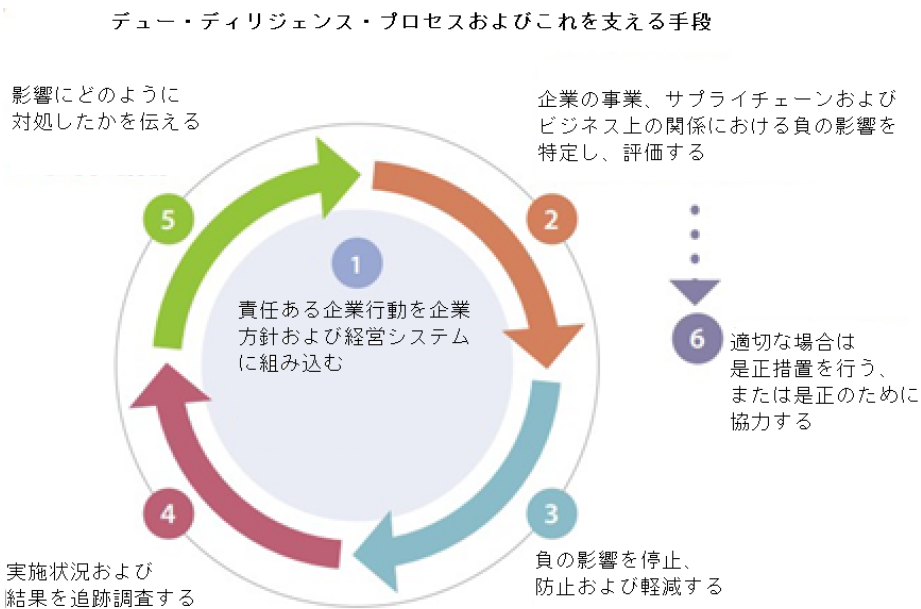 デュー・ディリジェンス・プロセスおよびこれを支える手段
影響にどのように
対処したかを伝える
企業の事業、サプライチェーンおよび
ビジネス上の関係における負の影響を
特定し、評価する
5
2
1
責任ある企業行動を企業
方針および経営システム
に組み込む
6
適切な場合は
是正措置を行う、
または是正のために
協力する
4
3
実施状況および
結果を追跡調査する
負の影響を停止、
防止および軽減する